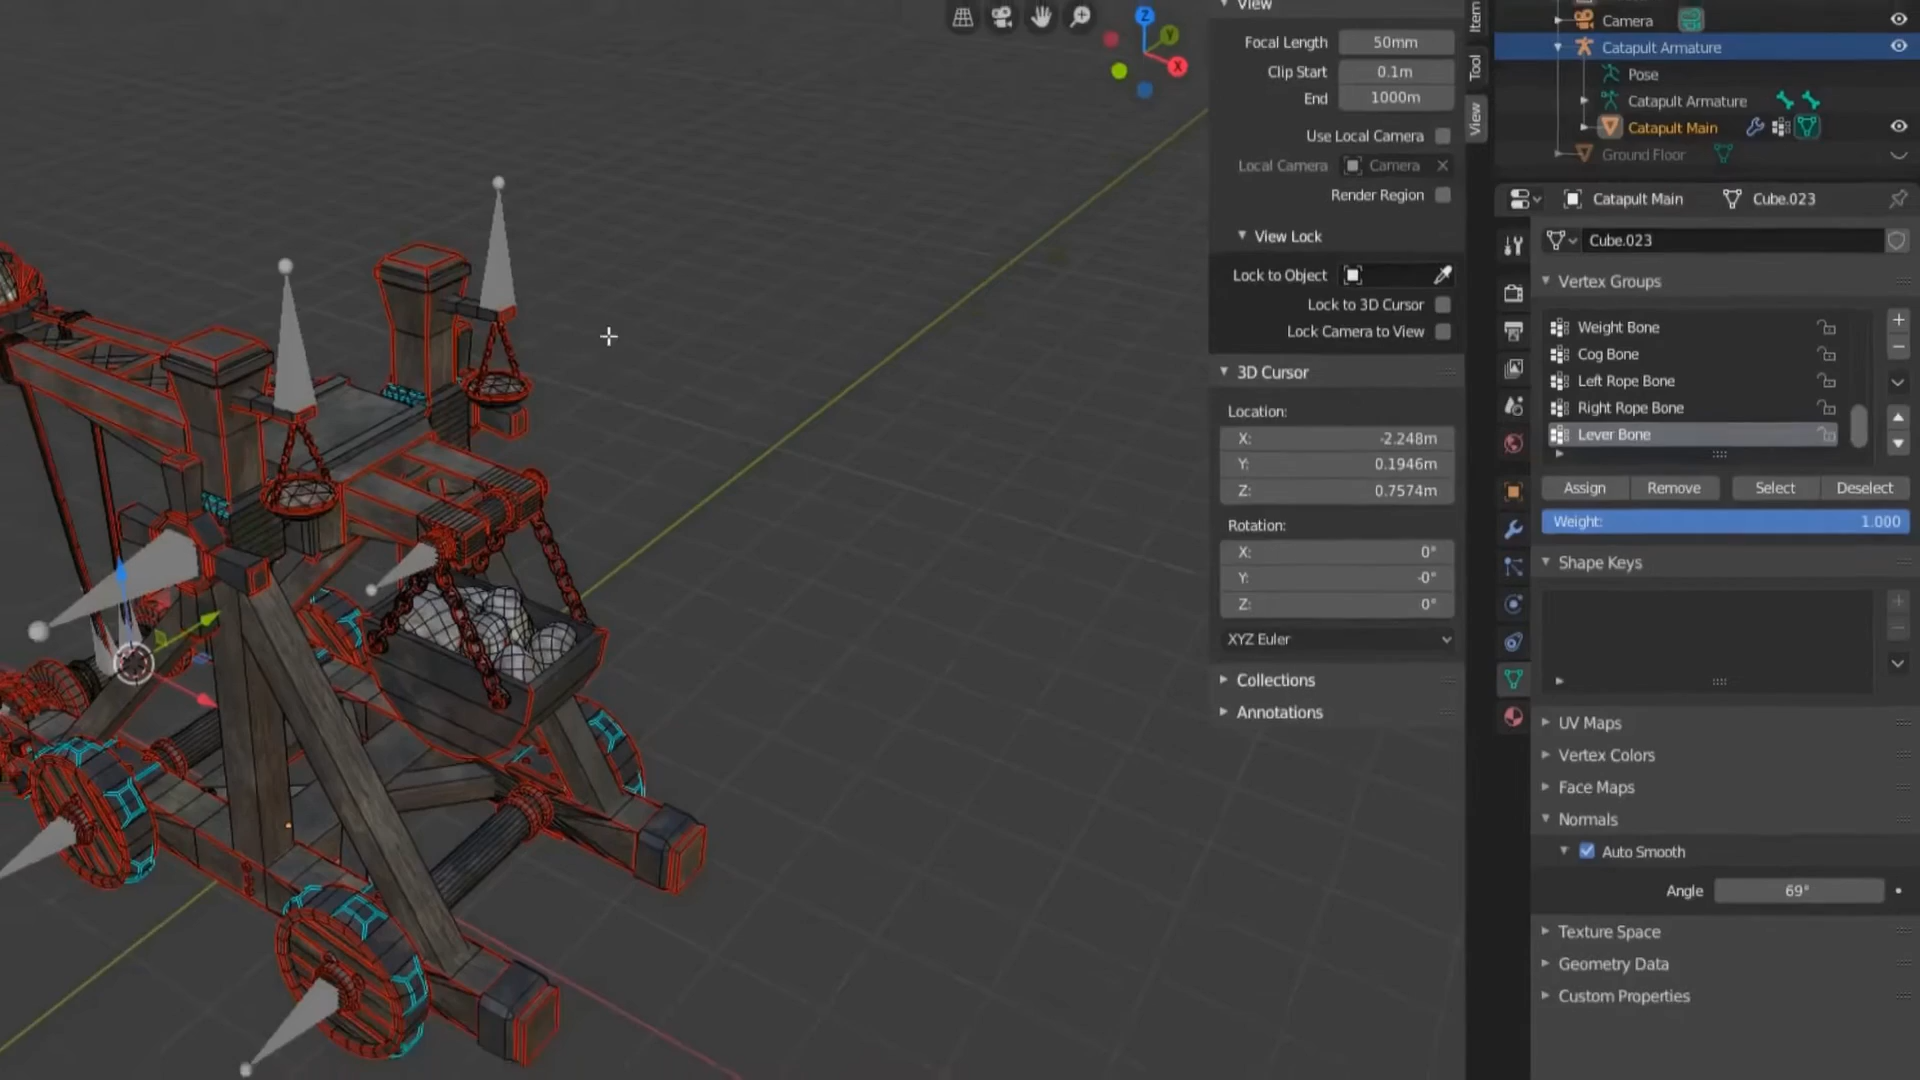 View
Focal Length 50mm
Clip Start 0.1m
End 1000m
Use Local Camera
Local Camera Camera
Render Region
View Lock
Lock to Object
Lock to 3D Cursor
Lock Camera to View
3D Cursor
Location:
X: -2.248m
Y: 0.1946m
Z: 0.7574m
Rotation:
X: 0°
Y: -0°
Z: 0°
XYZ Euler
Collections
Annotations
Item
Tool
View
Z
Y
X
Camera
Catapult Armature
Pose
Catapult Armature
Catapult Main
Ground Floor
Catapult Main Cube.023
Cube.023
Vertex Groups
Weight Bone
Cog Bone
Left Rope Bone
Right Rope Bone
Lever Bone
Assign Remove Select Deselect
Weight: 1.000
Shape Keys
UV Maps
Vertex Colors
Face Maps
Normals
Auto Smooth
Angle 69°
Texture Space
Geometry Data
Custom Properties